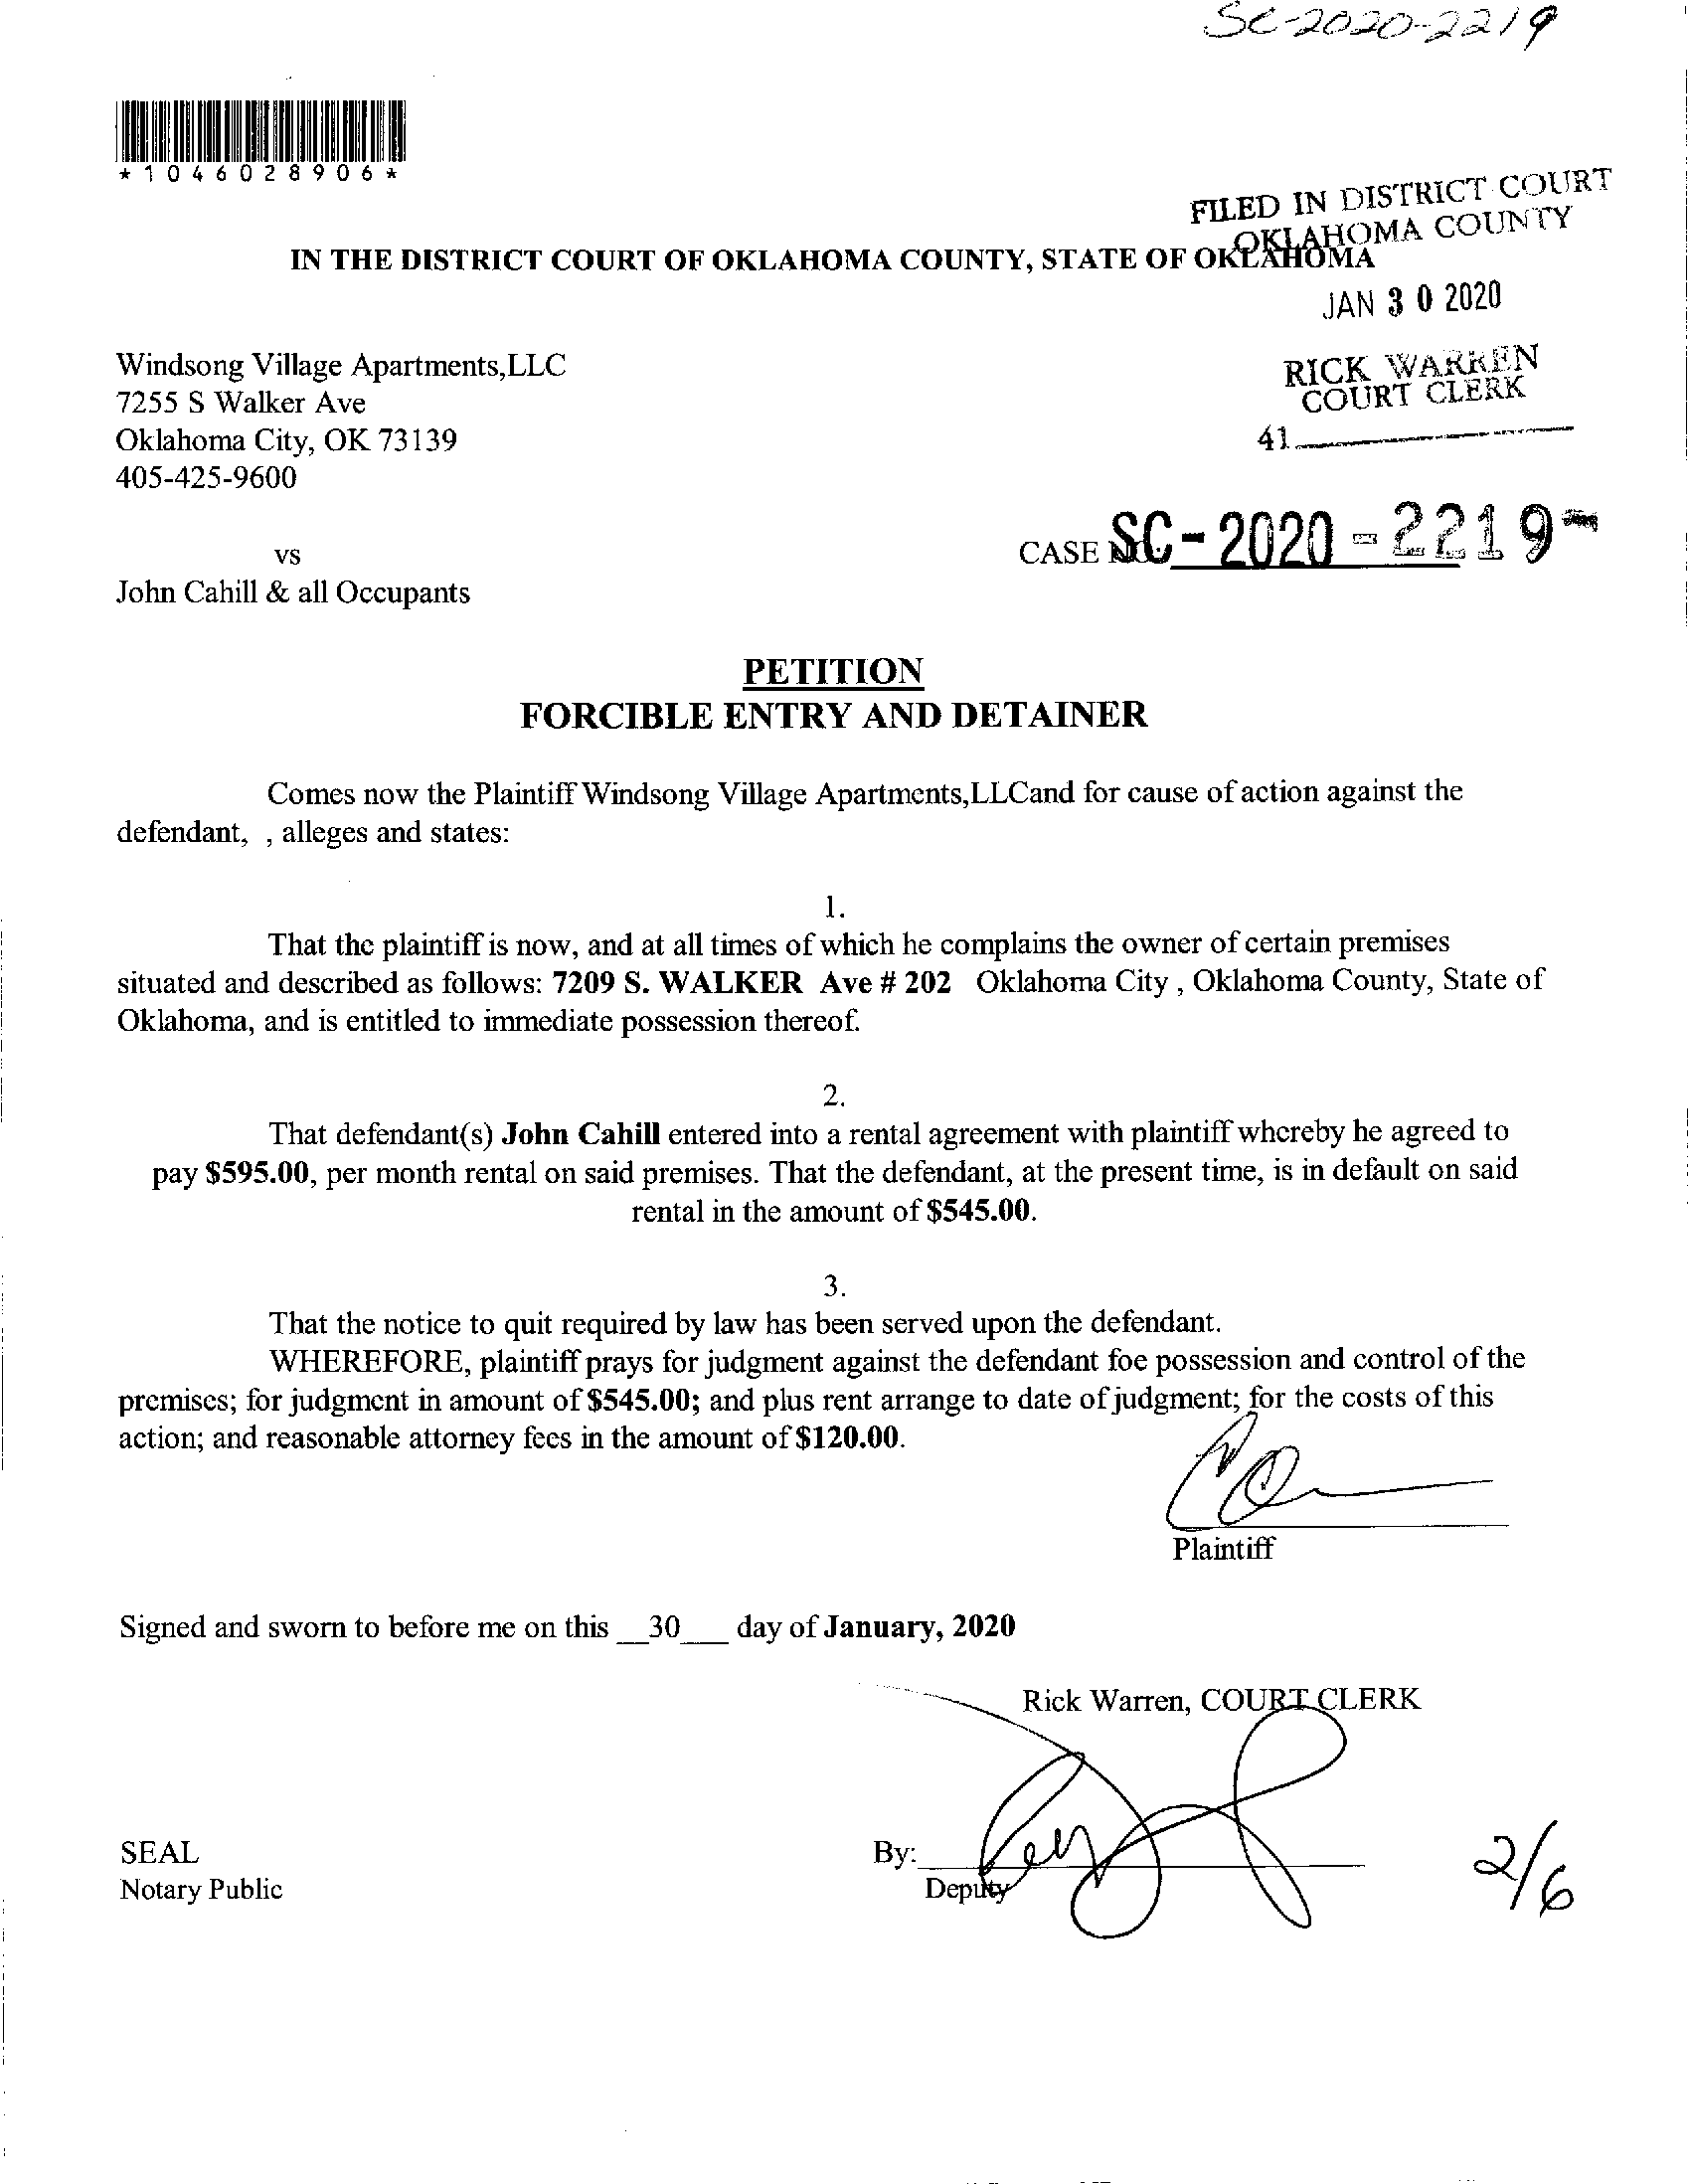 SC-2020-2219
*1046028906*
FILED IN DISTRICT COURT
OKLAHOMA COUNTY
IN THE DISTRICT COURT OF OKLAHOMA COUNTY, STATE OF OKLAHOMA
JAN 30 2020
RICK WARREN
COURT CLERK
41
Windsong Village Apartments,LLC
7255 S Walker Ave
Oklahoma City, OK 73139
405-425-9600
CASE NO. SC-2020-2219
vs
John Cahill & all Occupants
PETITION
FORCIBLE ENTRY AND DETAINER
Comes now the Plaintiff Windsong Village Apartments,LLCand for cause of action against the
defendant, , alleges and states:
1.
That the plaintiff is now, and at all times of which he complains the owner of certain premises
situated and described as follows: 7209 S. WALKER Ave # 202 Oklahoma City , Oklahoma County, State of
Oklahoma, and is entitled to immediate possession thereof.
2.
That defendant(s) John Cahill entered into a rental agreement with plaintiff whereby he agreed to
pay $595.00, per month rental on said premises. That the defendant, at the present time, is in default on said
rental in the amount of $545.00.
3.
That the notice to quit required by law has been served upon the defendant.
WHEREFORE, plaintiff prays for judgment against the defendant foe possession and control of the
premises; for judgment in amount of $545.00; and plus rent arrange to date of judgment; for the costs of this
action; and reasonable attorney fees in the amount of $120.00.
Plaintiff
Signed and sworn to before me on this __30___ day of January, 2020
Rick Warren, COURT CLERK
SEAL
Notary Public
By:
Deputy
2/6